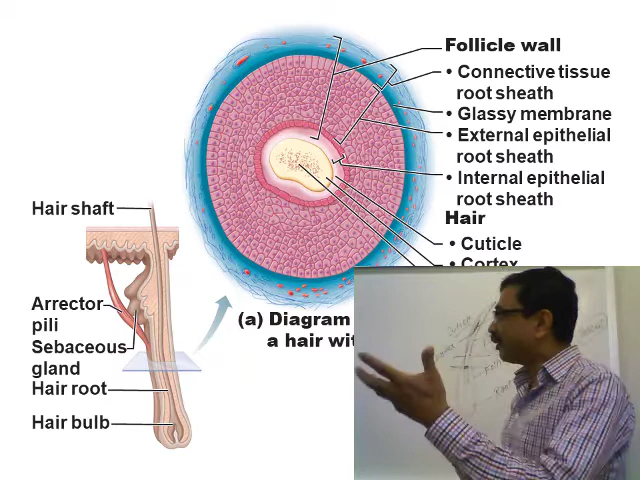 Follicle wall
• Connective tissue
root sheath
• Glassy membrane
• External epithelial
root sheath
• Internal epithelial
root sheath
Hair
• Cuticle
• Cortex
Hair shaft
Arrector
pili
Sebaceous
gland
Hair root
Hair bulb
(a) Diagram
a hair wit